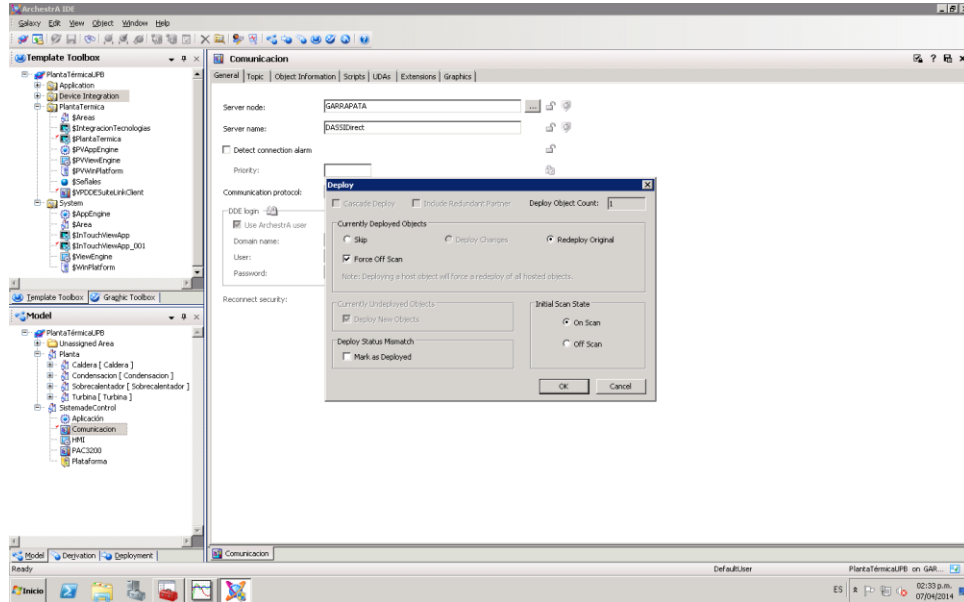 ArchestrA IDE
Galaxy Edit View Object Window Help
Template Toolbox
PlantaTérmicaUPB
Application
Device Integration
PlantaTermica
$Areas
$IntegracionTecnologias
$PlantaTermica
$PVAppEngine
$PVViewEngine
$PVWinPlatform
$Señales
$VPDDESuiteLinkClient
System
$AppEngine
$Area
$InTouchViewApp
$InTouchViewApp_001
$ViewEngine
$WinPlatform
Template Toolbox Graphic Toolbox
Model
PlantaTérmicaUPB
Unassigned Area
Planta
Caldera [ Caldera ]
Condensacion [ Condensacion ]
Sobrecalentador [ Sobrecalentador ]
Turbina [ Turbina ]
SistemadeControl
Aplicación
Comunicacion
HMI
PAC3200
Plataforma
Model Derivation Deployment
Comunicacion
General Topic Object Information Scripts UDAs Extensions Graphics
Server node: GARRAPATA ...
Server name: DASSIDirect
Detect connection alarm
Priority:
Communication protocol:
DDE login
Use ArchestrA user
Domain name:
User:
Password:
Reconnect security:
Deploy
Cascade Deploy Include Redundant Partner Deploy Object Count: 1
Currently Deployed Objects
Skip Deploy Changes Redeploy Original
Force Off Scan
Note: Deploying a host object will force a redeploy of all hosted objects.
Currently Undeployed Objects
Deploy New Objects
Deploy Status Mismatch
Mark as Deployed
Initial Scan State
On Scan
Off Scan
OK Cancel
Comunicacion
Ready DefaultUser PlantaTérmicaUPB on GAR...
Inicio ES 02:33 p.m.
07/04/2014